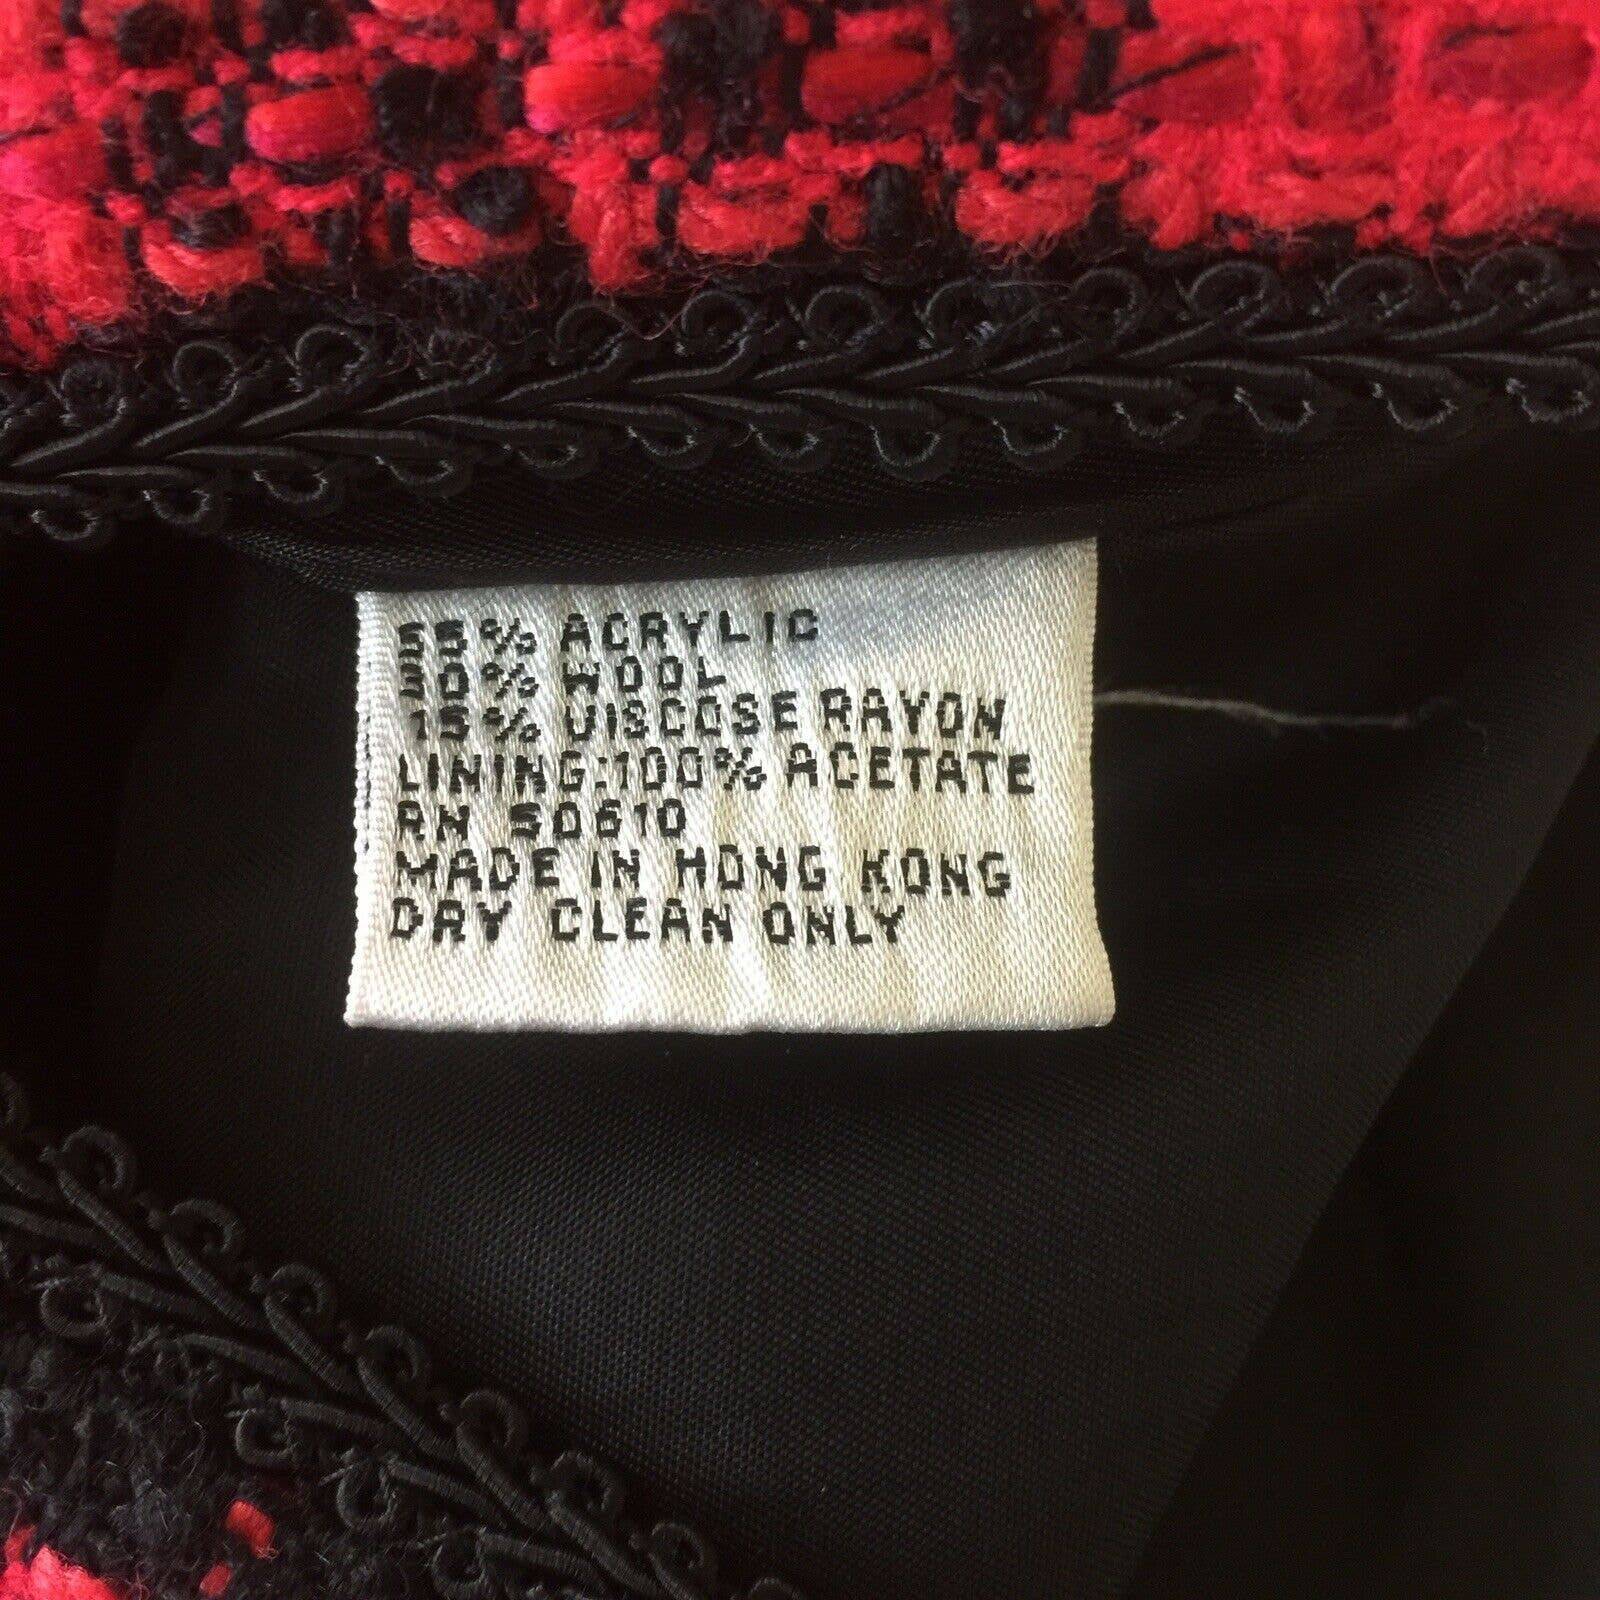 55% ACRYLIC
30% WOOL
15% VISCOSE RAYON
LINING:100% ACETATE
RN 50610
MADE IN HONG KONG
DRY CLEAN ONLY